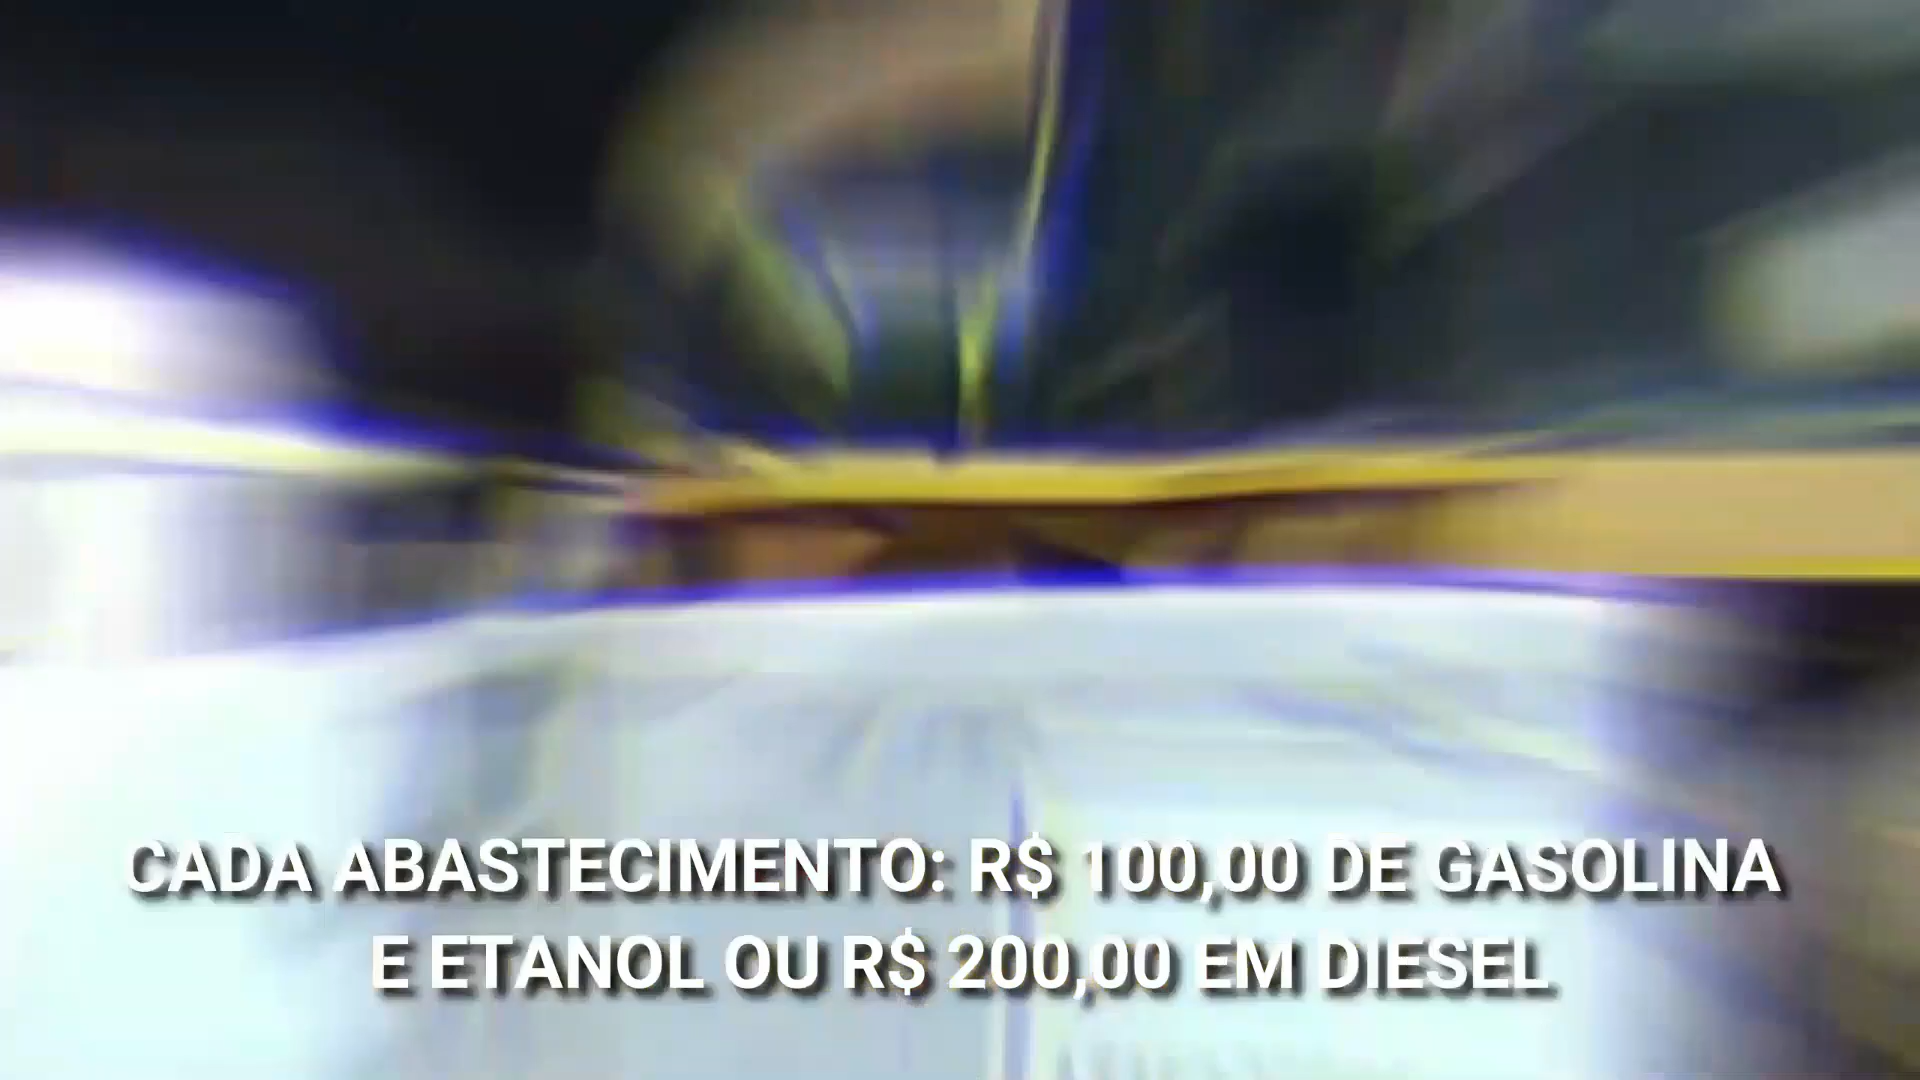 CADA ABASTECIMENTO: R$ 100,00 DE GASOLINA
E ETANOL OU R$ 200,00 EM DIESEL